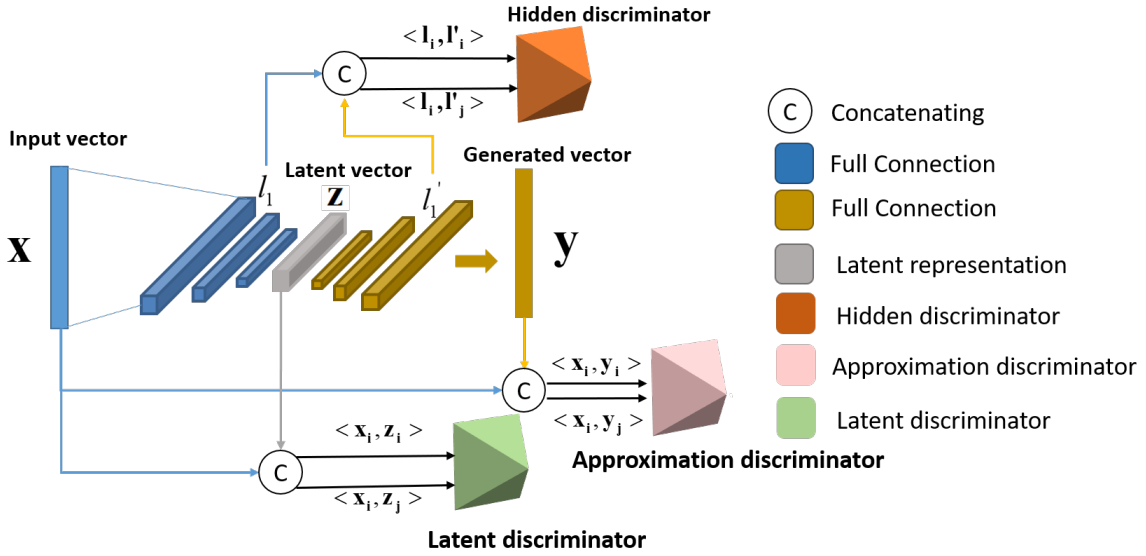 Hidden discriminator
< l_i, l'_i >
C
< l_i, l'_j >
Input vector
l_1
Latent vector
z
l_1'
Generated vector
x
y
C
< x_i, y_i >
< x_i, y_j >
Approximation discriminator
C
< x_i, z_i >
< x_i, z_j >
Latent discriminator
C Concatenating
Full Connection
Full Connection
Latent representation
Hidden discriminator
Approximation discriminator
Latent discriminator